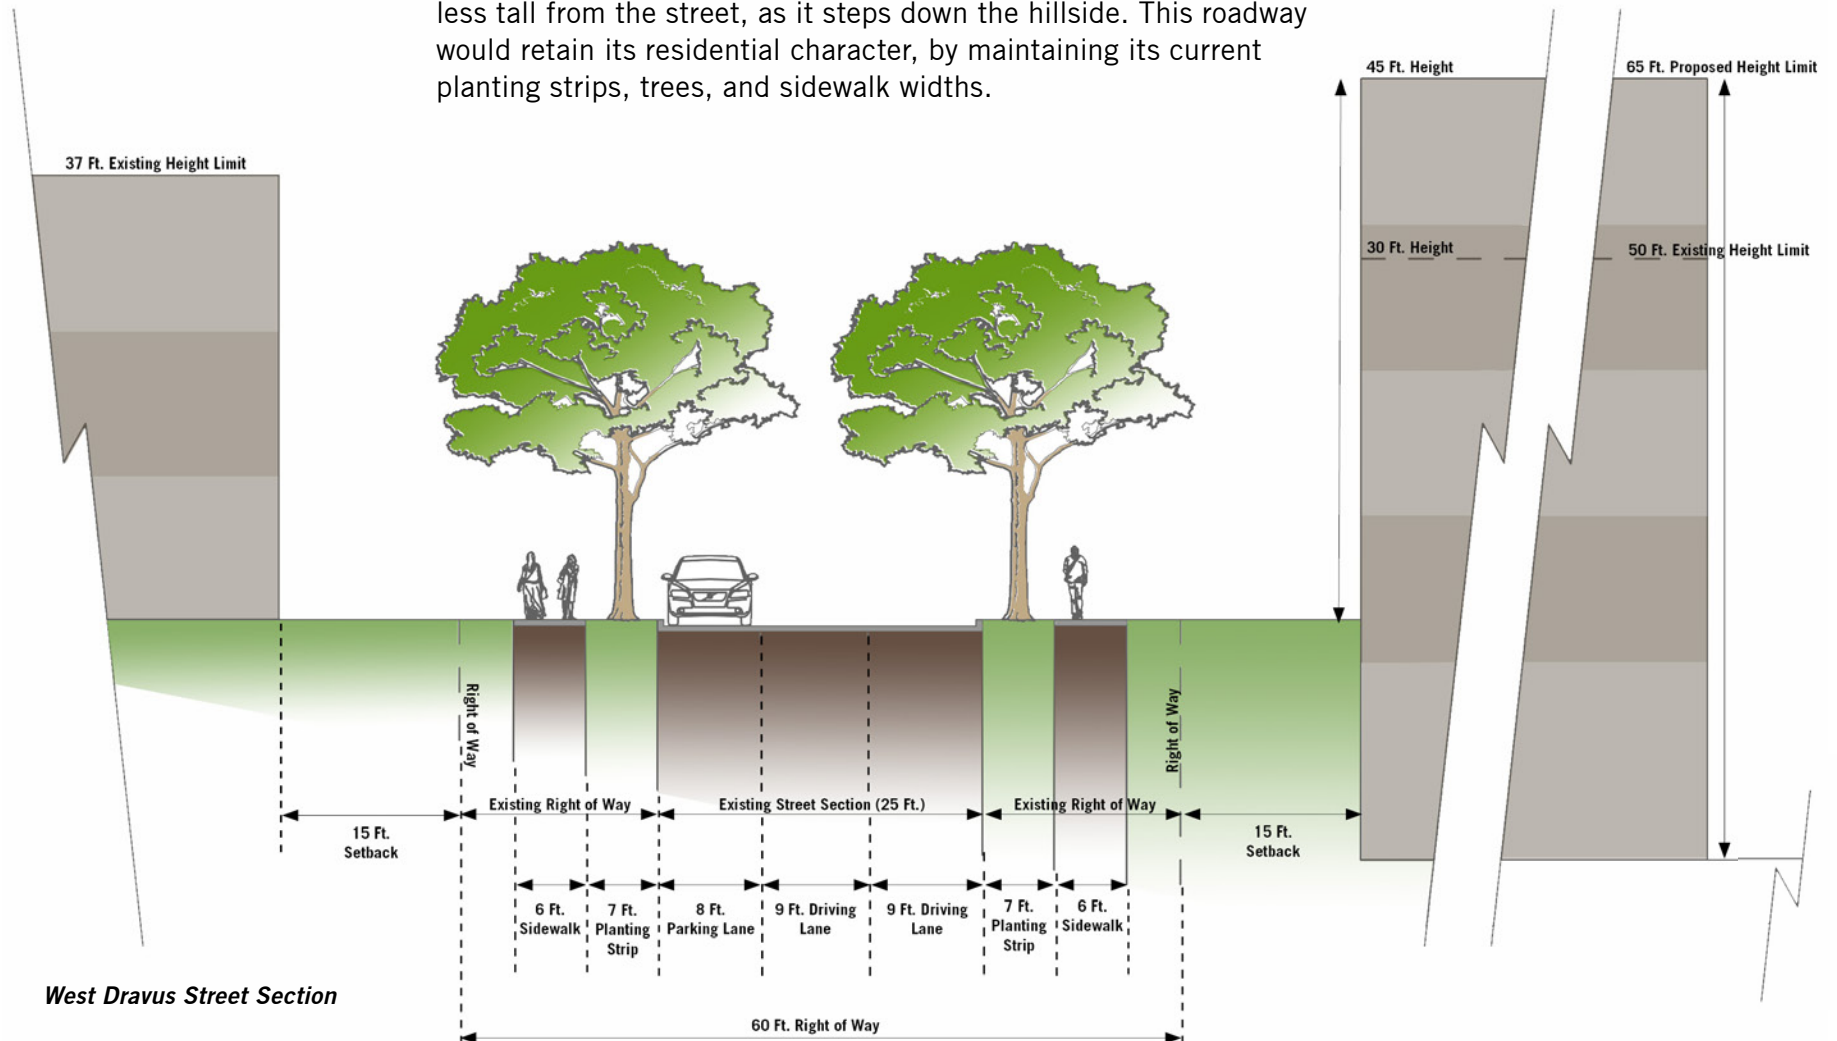 less tall from the street, as it steps down the hillside. This roadway
would retain its residential character, by maintaining its current
planting strips, trees, and sidewalk widths.
45 Ft. Height
65 Ft. Proposed Height Limit
37 Ft. Existing Height Limit
30 Ft. Height
50 Ft. Existing Height Limit
Right of Way
Right of Way
Existing Right of Way
Existing Street Section (25 Ft.)
Existing Right of Way
15 Ft.
Setback
15 Ft.
Setback
6 Ft.
Sidewalk
7 Ft.
Planting
Strip
8 Ft.
Parking Lane
9 Ft. Driving
Lane
9 Ft. Driving
Lane
7 Ft.
Planting
Strip
6 Ft.
Sidewalk
West Dravus Street Section
60 Ft. Right of Way